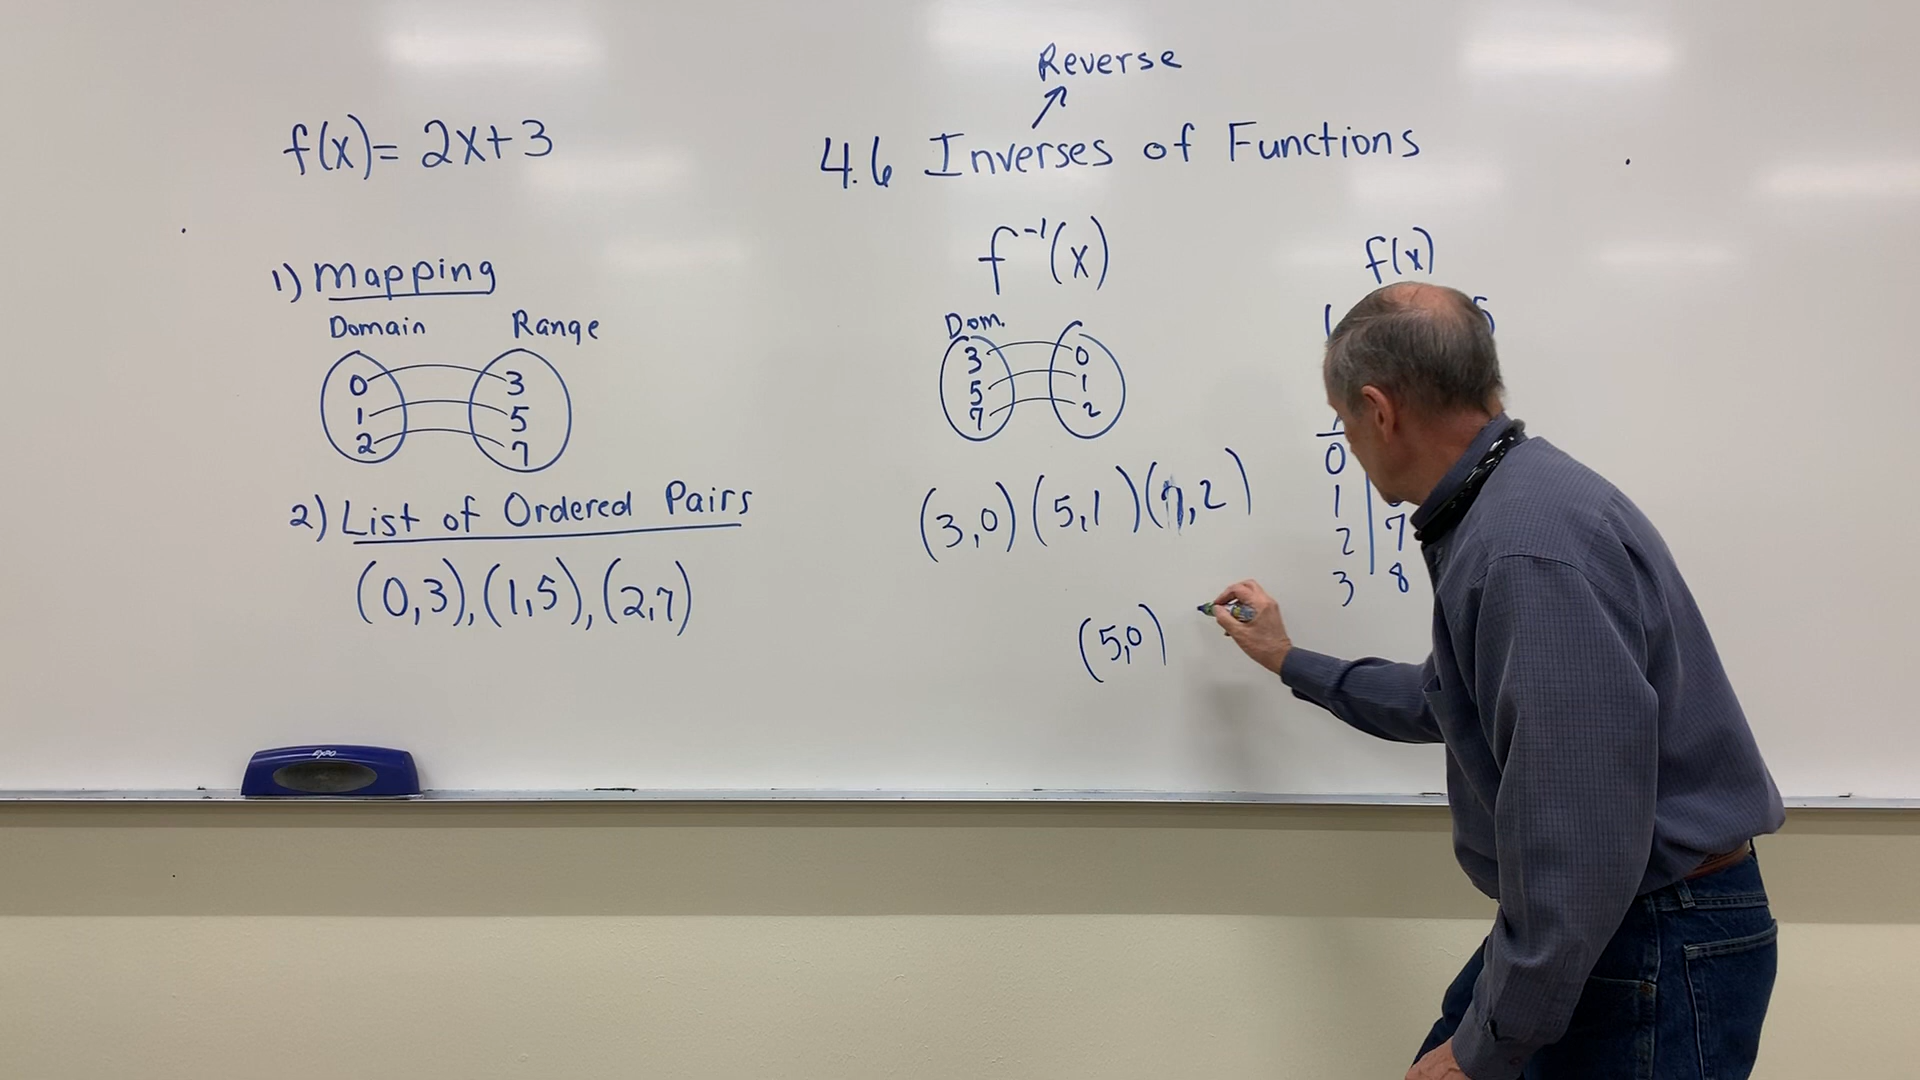 Reverse
f(x)= 2x+3
4.6 Inverses of Functions
1) Mapping
Domain Range
0 3
1 5
2 7
2) List of Ordered Pairs
(0,3), (1,5), (2,7)
f⁻¹(x)
Dom.
3 0
5 1
7 2
(3,0) (5,1) (7,2)
(5,0)
f(x)
0
1
2 7
3 8
EXPO